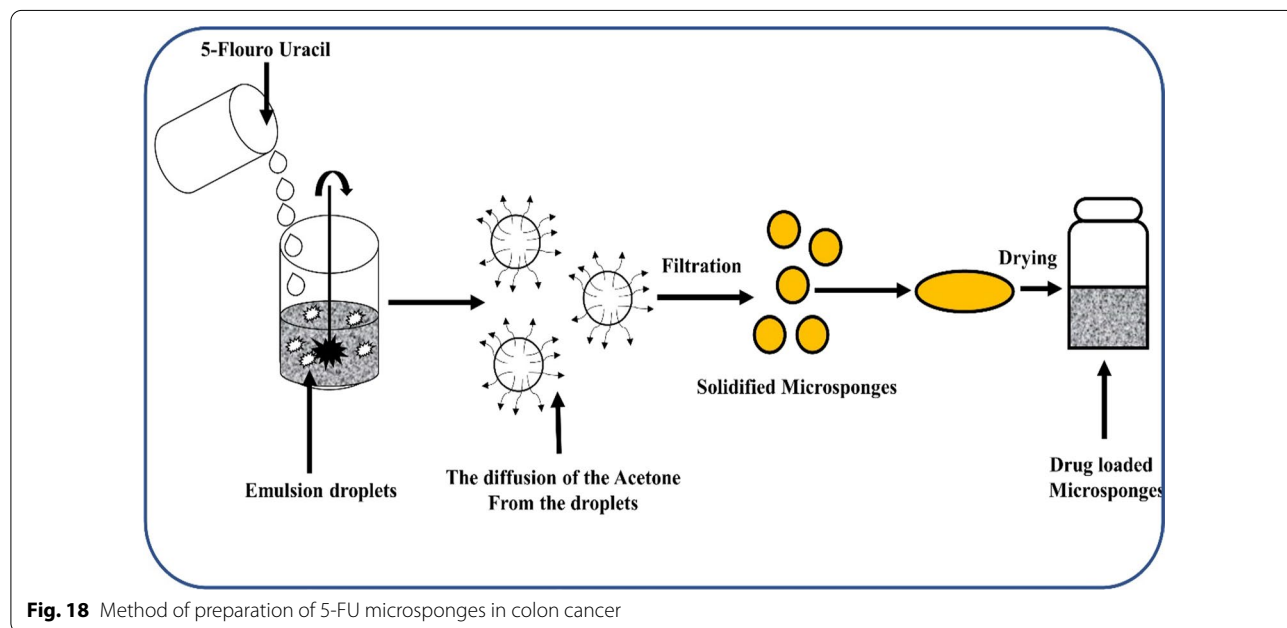 5-Flouro Uracil
Filtration
Drying
Solidified Microsponges
Emulsion droplets
The diffusion of the Acetone
From the droplets
Drug loaded
Microsponges
Fig. 18 Method of preparation of 5-FU microsponges in colon cancer